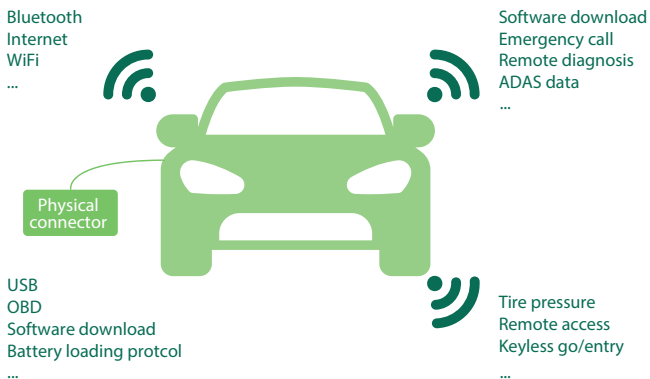 Bluetooth
Internet
WiFi
...
Software download
Emergency call
Remote diagnosis
ADAS data
...
Physical
connector
USB
OBD
Software download
Battery loading protcol
...
Tire pressure
Remote access
Keyless go/entry
...